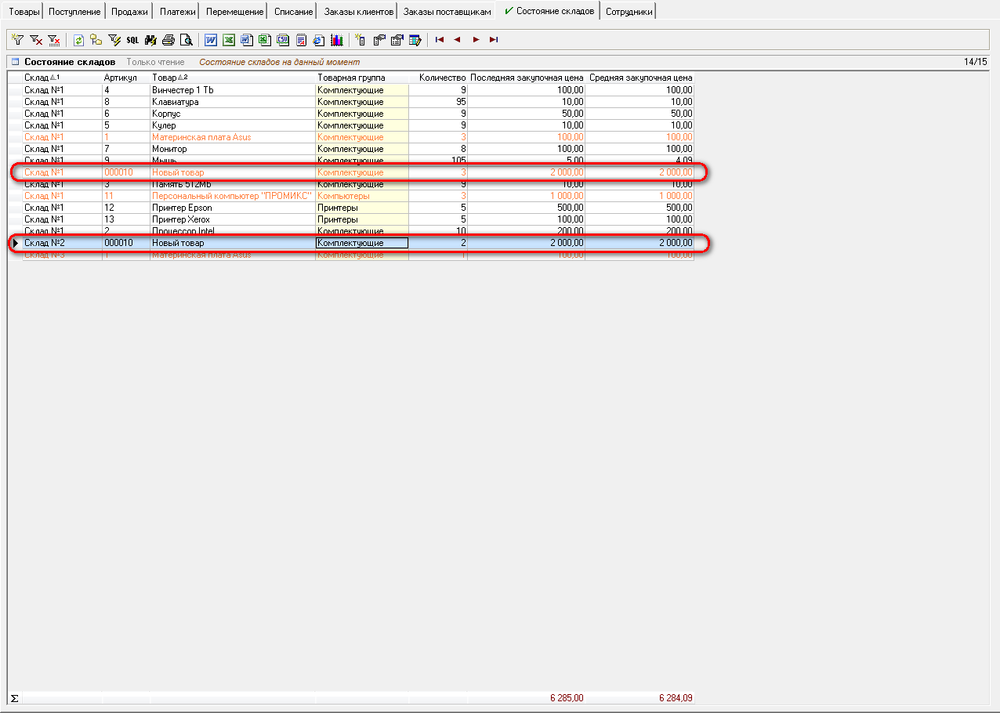 Товары Поступление Продажи Платежи Перемещение Списание Заказы клиентов Заказы поставщикам Состояние складов Сотрудники
SQL W CSV
Состояние складов Только чтение Состояние складов на данный момент 14/15
Склад 1 Артикул Товар 2 Товарная группа Количество Последняя закупочная цена Средняя закупочная цена
Склад №1 4 Винчестер 1 Tb Комплектующие 9 100,00 100,00
Склад №1 8 Клавиатура Комплектующие 95 10,00 10,00
Склад №1 6 Корпус Комплектующие 9 50,00 50,00
Склад №1 5 Кулер Комплектующие 9 10,00 10,00
Склад №1 1 Материнская плата Asus Комплектующие 3 100,00 100,00
Склад №1 7 Монитор Комплектующие 8 100,00 100,00
Склад №1 9 Мышь Комплектующие 105 5,00 4,09
Склад №1 000010 Новый товар Комплектующие 3 2 000,00 2 000,00
Склад №1 3 Память 512Mb Комплектующие 9 10,00 10,00
Склад №1 11 Персональный компьютер "ПРОМИКС" Компьютеры 3 1 000,00 1 000,00
Склад №1 12 Принтер Epson Принтеры 5 500,00 500,00
Склад №1 13 Принтер Xerox Принтеры 5 100,00 100,00
Склад №1 2 Процессор Intel Комплектующие 10 200,00 200,00
Склад №2 000010 Новый товар Комплектующие 2 2 000,00 2 000,00
Склад №3 1 Материнская плата Asus Комплектующие 1 100,00 100,00
Σ 6 285,00 6 284,09